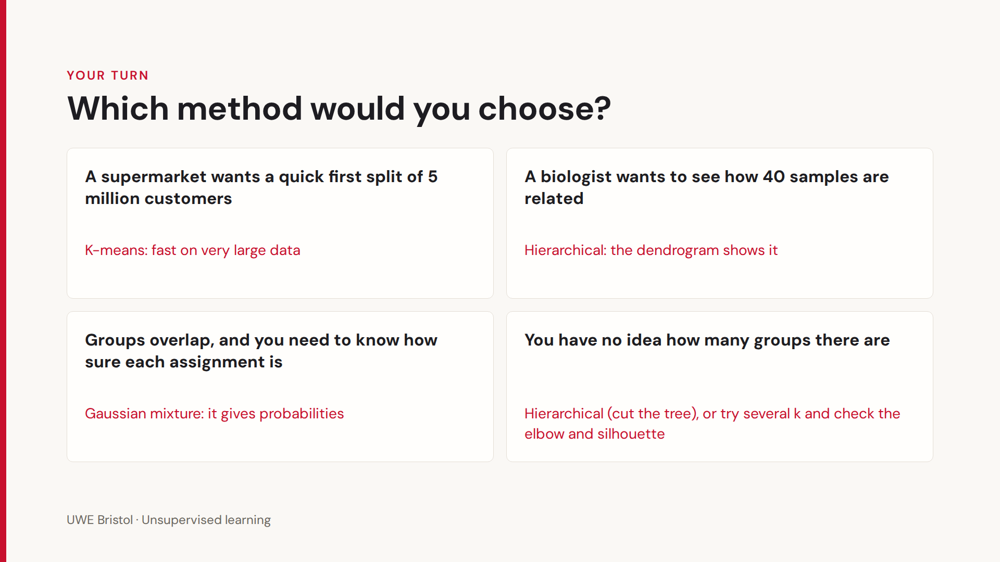 YOUR TURN
Which method would you choose?
A supermarket wants a quick first split of 5
million customers
K-means: fast on very large data
A biologist wants to see how 40 samples are
related
Hierarchical: the dendrogram shows it
Groups overlap, and you need to know how
sure each assignment is
Gaussian mixture: it gives probabilities
You have no idea how many groups there are
Hierarchical (cut the tree), or try several k and check the
elbow and silhouette
UWE Bristol · Unsupervised learning